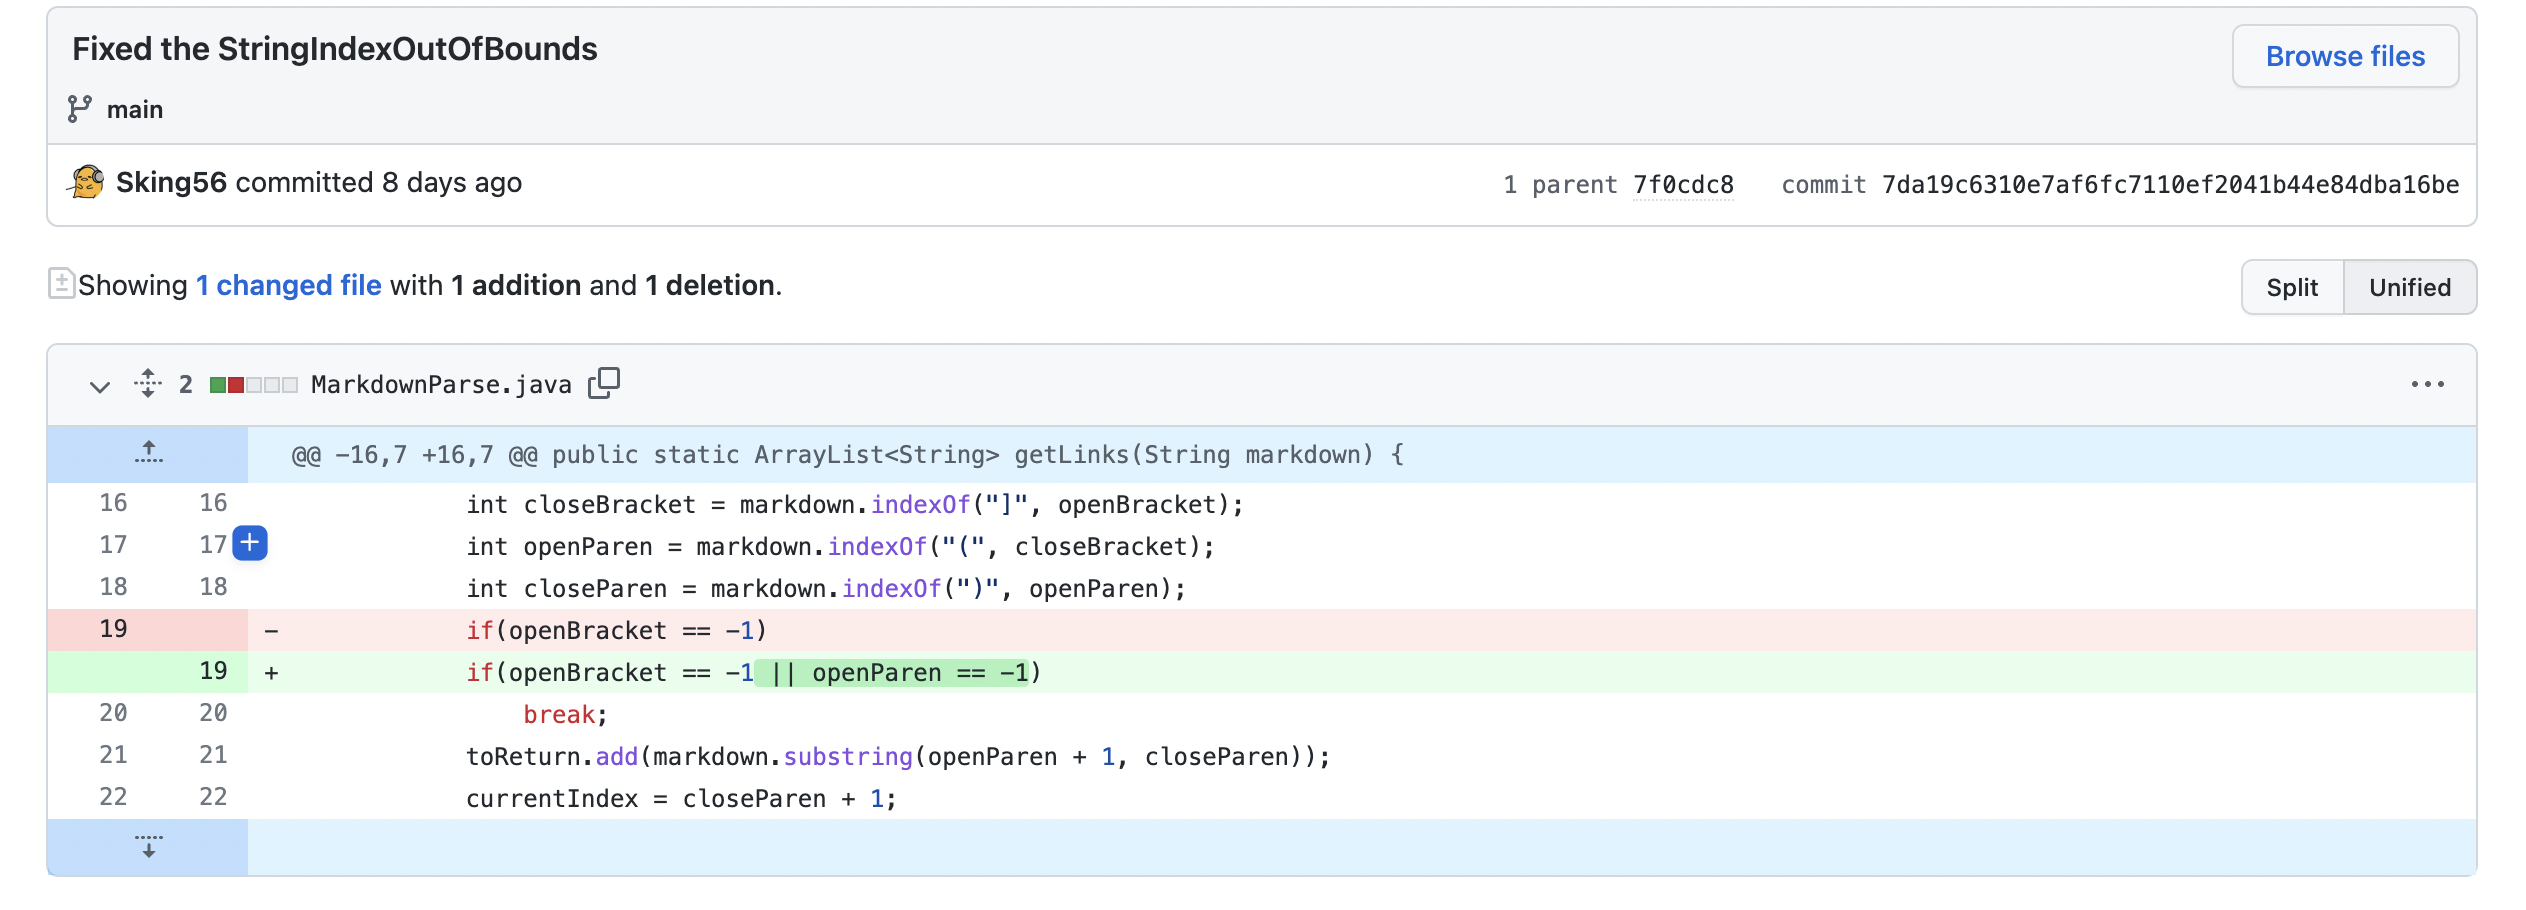 Fixed the StringIndexOutOfBounds
Browse files
main
Sking56 committed 8 days ago
1 parent 7f0cdc8 commit 7da19c6310e7af6fc7110ef2041b44e84dba16be
Showing 1 changed file with 1 addition and 1 deletion.
Split Unified
2 MarkdownParse.java
@@ -16,7 +16,7 @@ public static ArrayList<String> getLinks(String markdown) {
16 16 int closeBracket = markdown.indexOf("]", openBracket);
17 17 int openParen = markdown.indexOf("(", closeBracket);
18 18 int closeParen = markdown.indexOf(")", openParen);
19 - if(openBracket == -1)
19 + if(openBracket == -1 || openParen == -1)
20 20 break;
21 21 toReturn.add(markdown.substring(openParen + 1, closeParen));
22 22 currentIndex = closeParen + 1;